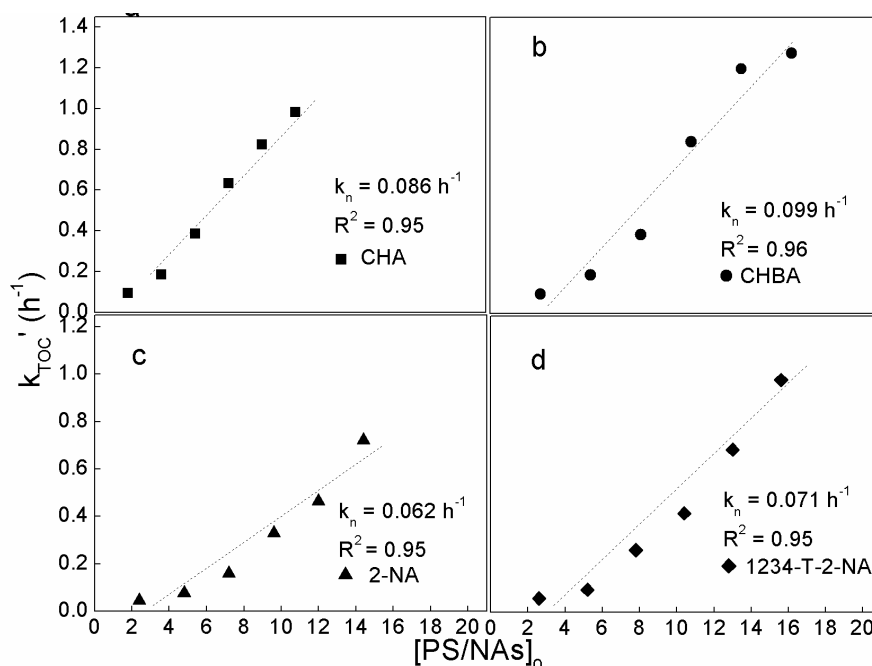 1.4
1.2
1.0
0.8
0.6
0.4
0.2
0.0
k_n = 0.086 h^-1
R^2 = 0.95
CHA
b
k_n = 0.099 h^-1
R^2 = 0.96
CHBA
k_TOC' (h^-1)
1.2
1.0
0.8
0.6
0.4
0.2
0.0
c
k_n = 0.062 h^-1
R^2 = 0.95
2-NA
d
k_n = 0.071 h^-1
R^2 = 0.95
1234-T-2-NA
0 2 4 6 8 10 12 14 16 18 20
0 2 4 6 8 10 12 14 16 18 20
[PS/NAs]_0